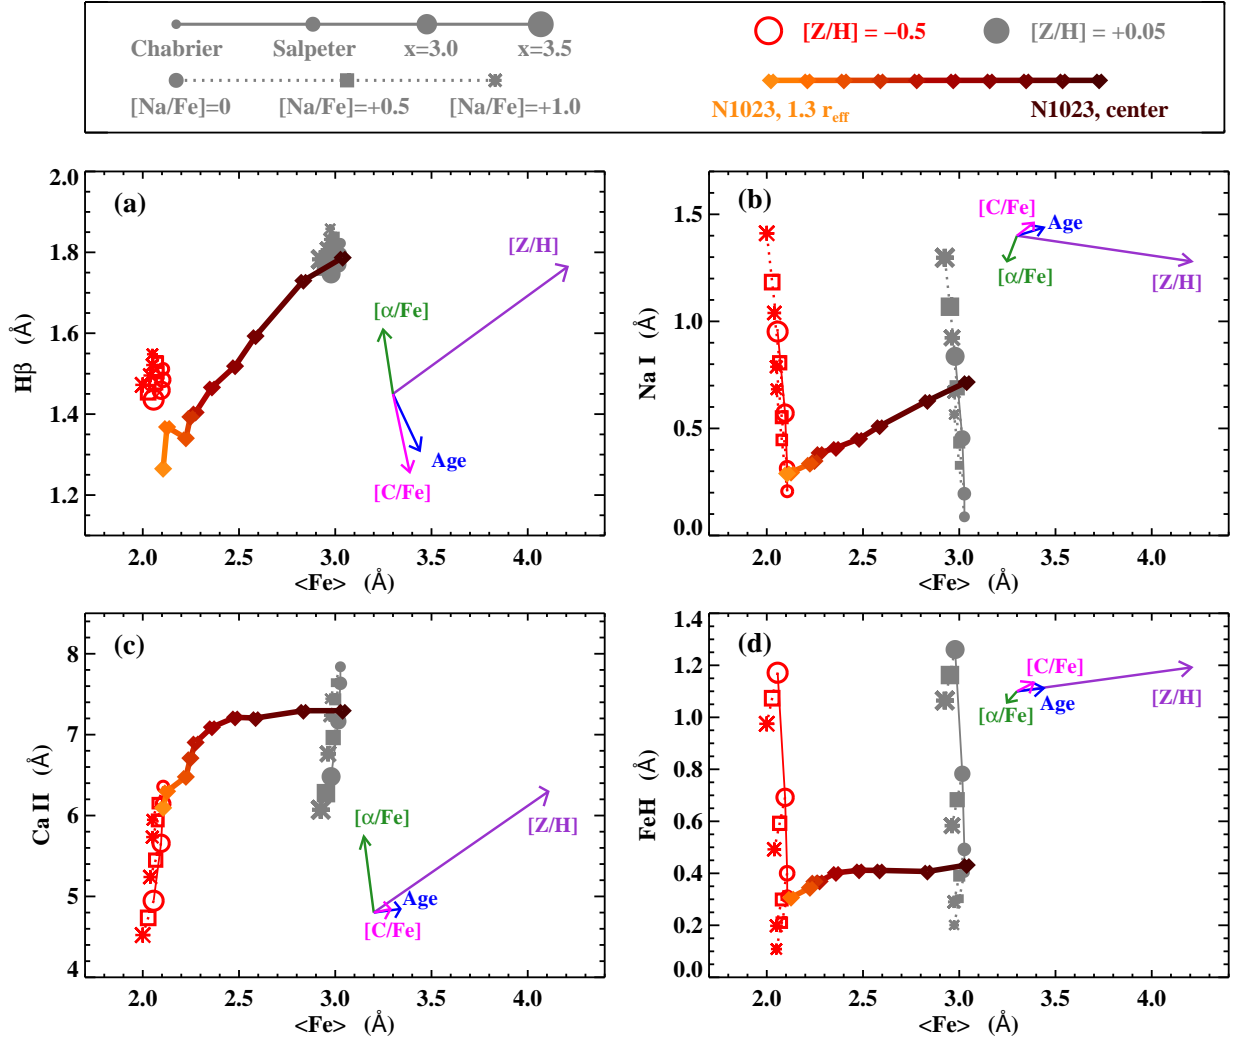 Chabrier Salpeter x=3.0 x=3.5
[Na/Fe]=0 [Na/Fe]=+0.5 [Na/Fe]=+1.0
[Z/H] = −0.5 [Z/H] = +0.05
N1023, 1.3 r_eff N1023, center
(a)
Hβ (Å)
2.0
1.8
1.6
1.4
1.2
[Z/H]
[α/Fe]
Age
[C/Fe]
2.0 2.5 3.0 3.5 4.0
<Fe> (Å)
(b)
Na I (Å)
1.5
1.0
0.5
0.0
[C/Fe]
Age
[α/Fe]
[Z/H]
2.0 2.5 3.0 3.5 4.0
<Fe> (Å)
(c)
Ca II (Å)
8
7
6
5
4
[α/Fe]
[Z/H]
Age
[C/Fe]
2.0 2.5 3.0 3.5 4.0
<Fe> (Å)
(d)
FeH (Å)
1.4
1.2
1.0
0.8
0.6
0.4
0.2
0.0
[C/Fe]
[Z/H]
Age
[α/Fe]
2.0 2.5 3.0 3.5 4.0
<Fe> (Å)